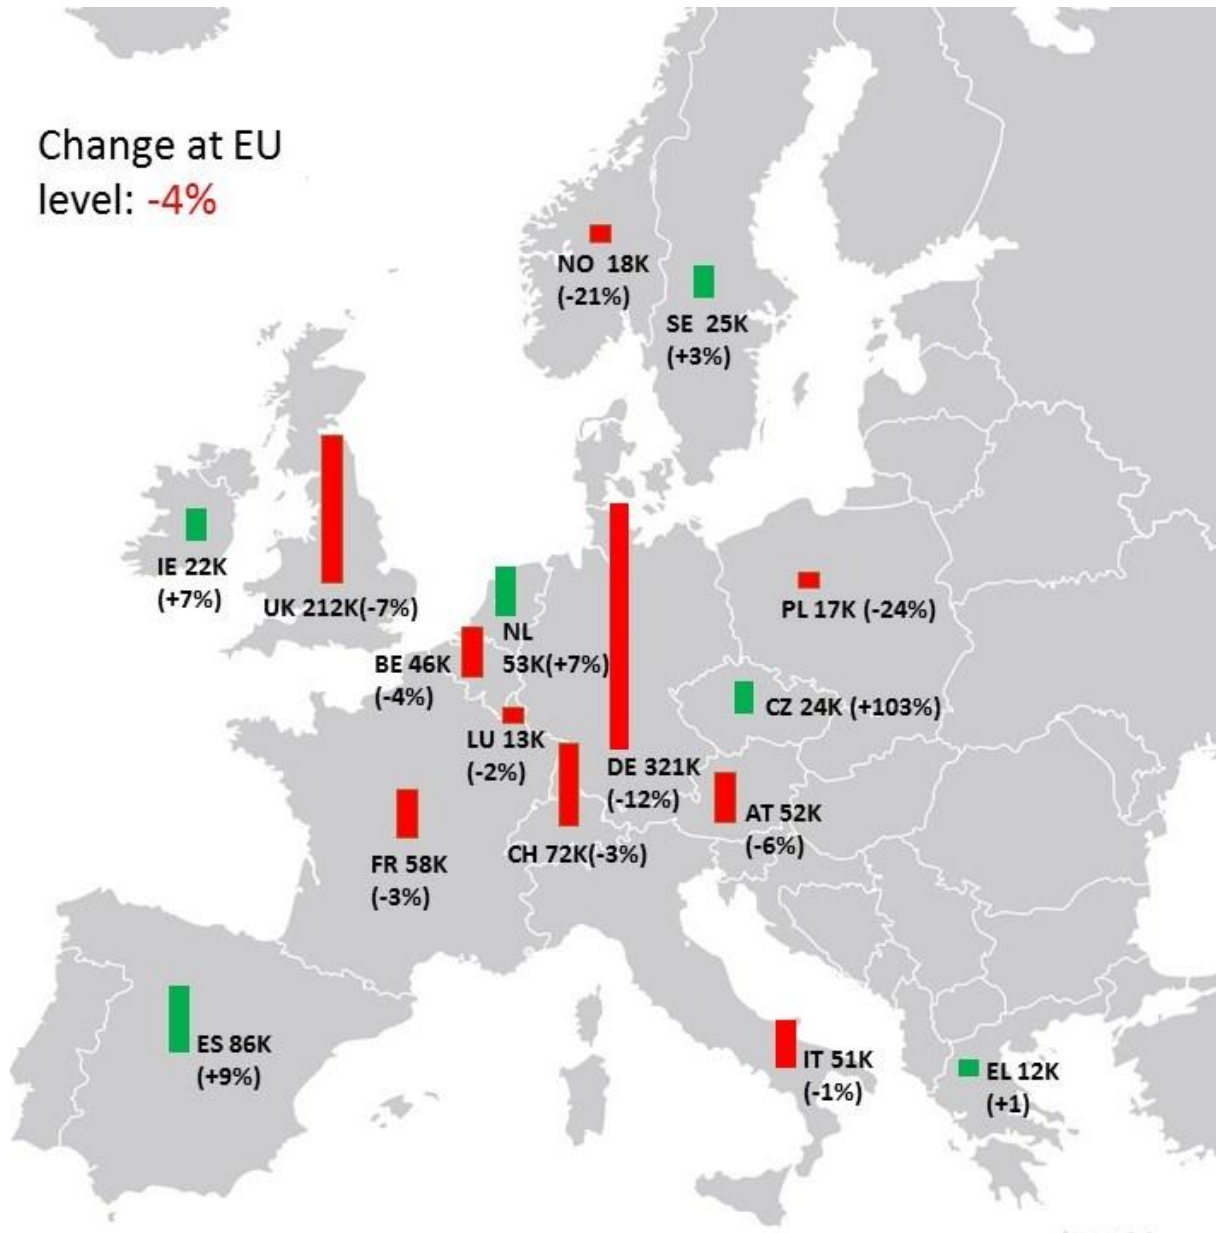 Change at EU
level: -4%
NO  18K
(-21%)
SE  25K
(+3%)
IE 22K
(+7%)
UK 212K(-7%)
NL
53K(+7%)
BE 46K
(-4%)
PL 17K (-24%)
CZ 24K (+103%)
LU 13K
(-2%)
DE 321K
(-12%)
AT 52K
(-6%)
CH 72K(-3%)
FR 58K
(-3%)
ES 86K
(+9%)
IT 51K
(-1%)
EL 12K
(+1)